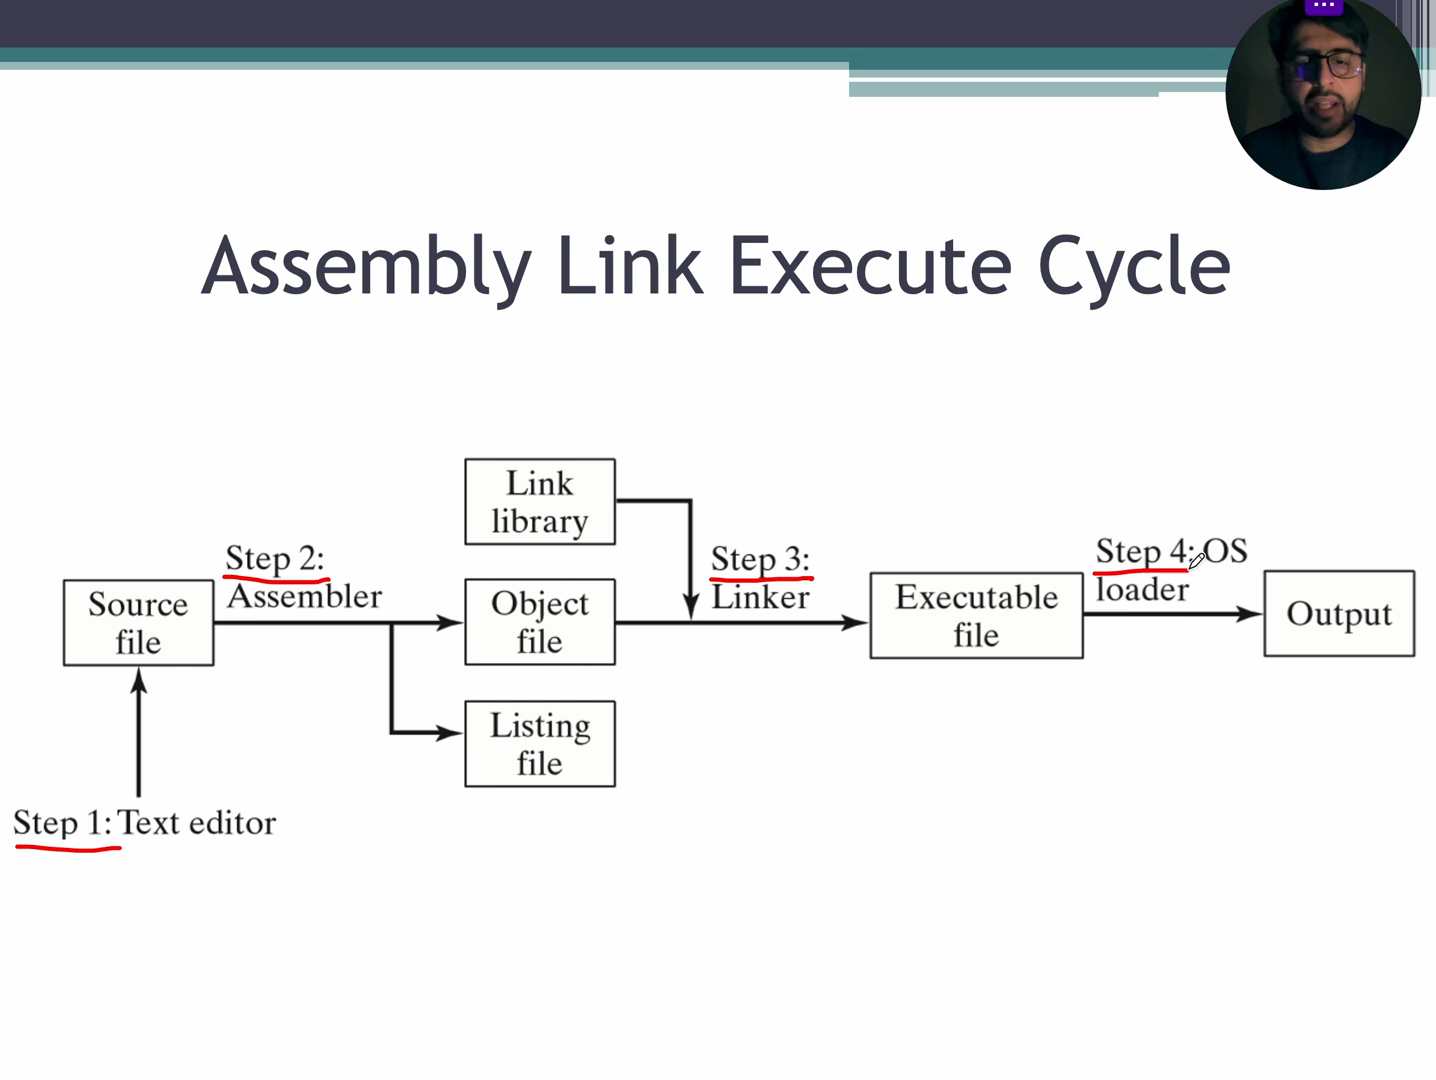 Assembly Link Execute Cycle
Link
library
Step 2:
Assembler
Step 3:
Linker
Step 4: OS
loader
Source
file
Object
file
Executable
file
Output
Listing
file
Step 1: Text editor